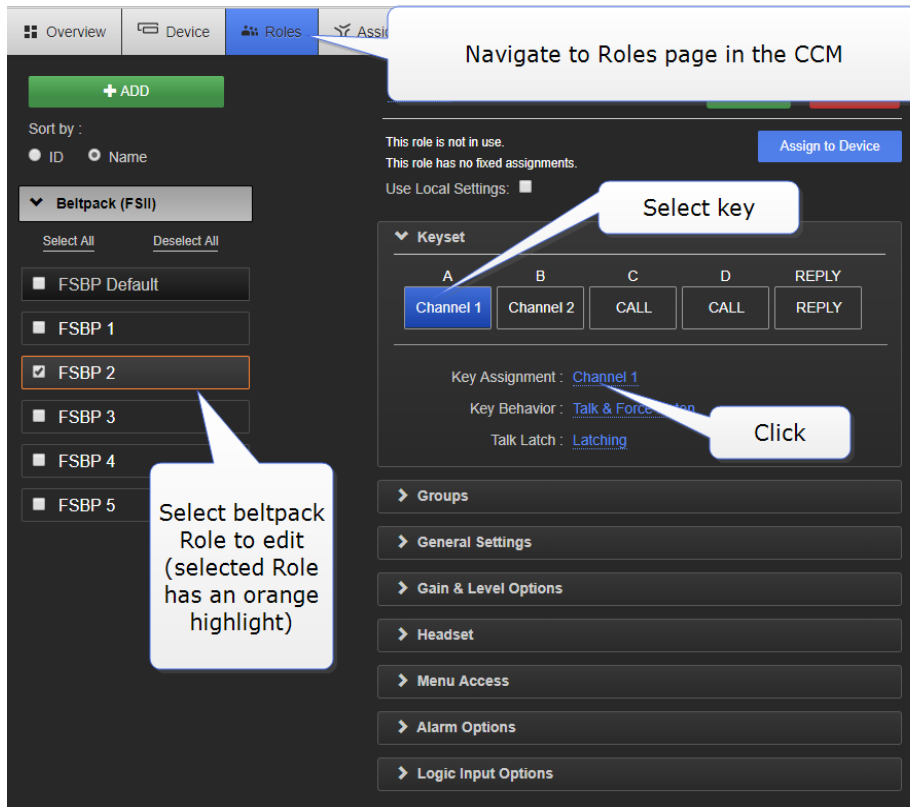 Overview
Device
Roles
Navigate to Roles page in the CCM
+ ADD
Sort by :
ID
Name
Beltpack (FSII)
Select All
Deselect All
FSBP Default
FSBP 1
FSBP 2
FSBP 3
FSBP 4
FSBP 5
Select beltpack
Role to edit
(selected Role
has an orange
highlight)
This role is not in use.
This role has no fixed assignments.
Assign to Device
Use Local Settings:
Select key
Keyset
A B C D REPLY
Channel 1 Channel 2 CALL CALL REPLY
Key Assignment : Channel 1
Key Behavior : Talk & Force
Click
Talk Latch : Latching
Groups
General Settings
Gain & Level Options
Headset
Menu Access
Alarm Options
Logic Input Options